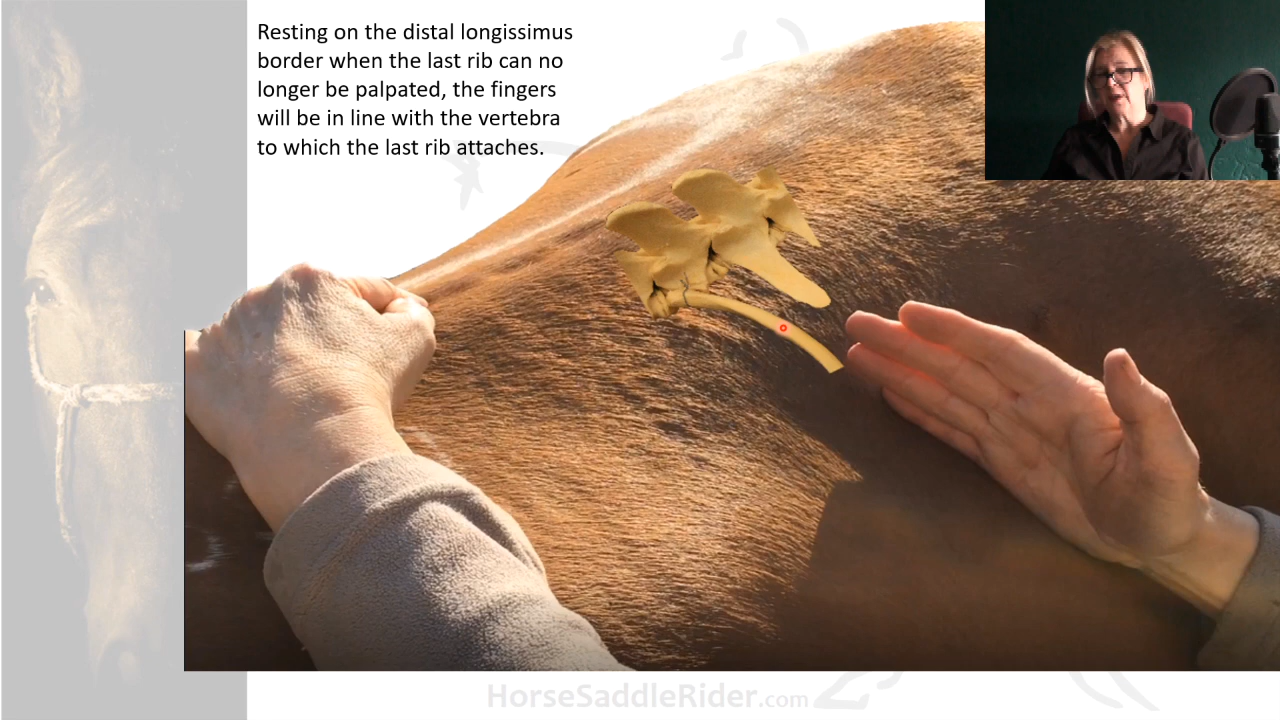 Resting on the distal longissimus
border when the last rib can no
longer be palpated, the fingers
will be in line with the vertebra
to which the last rib attaches.
HorseSaddleRider.com